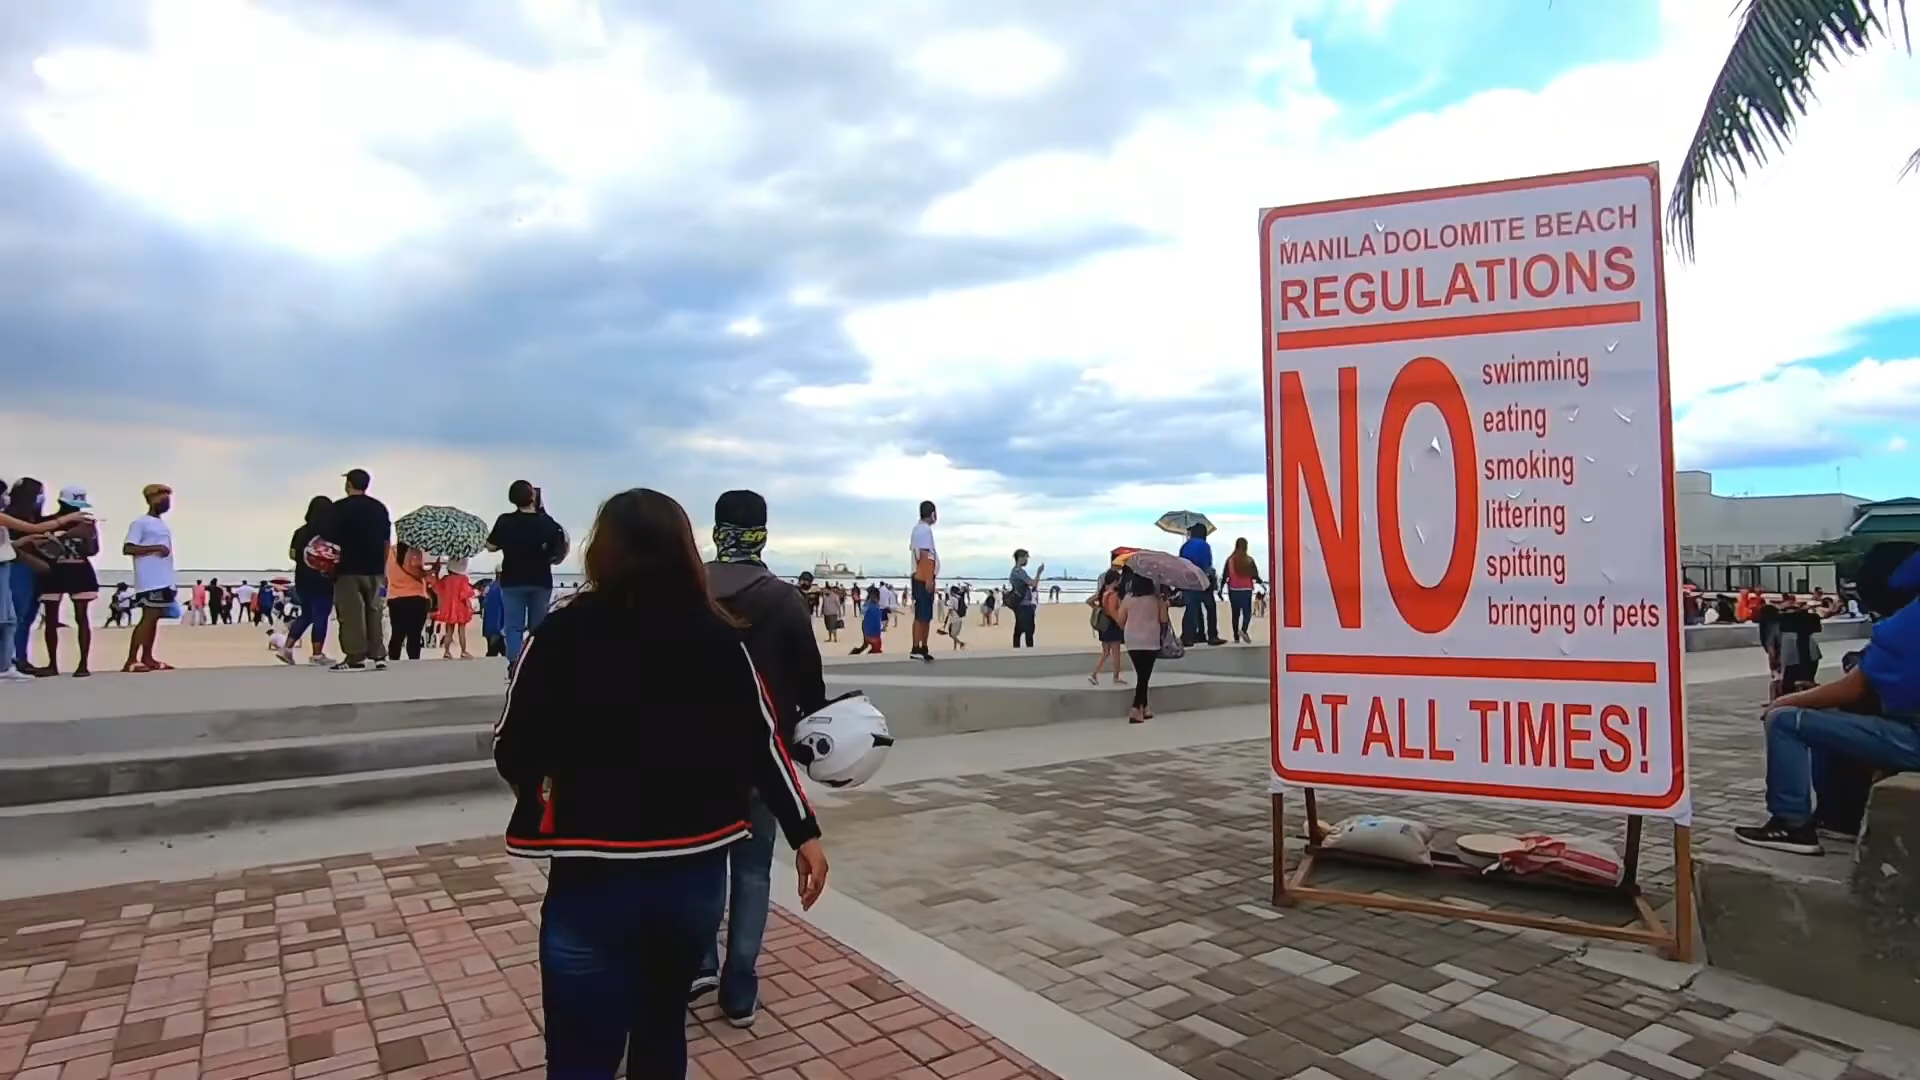 MANILA DOLOMITE BEACH
REGULATIONS
NO
swimming
eating
smoking
littering
spitting
bringing of pets
AT ALL TIMES!